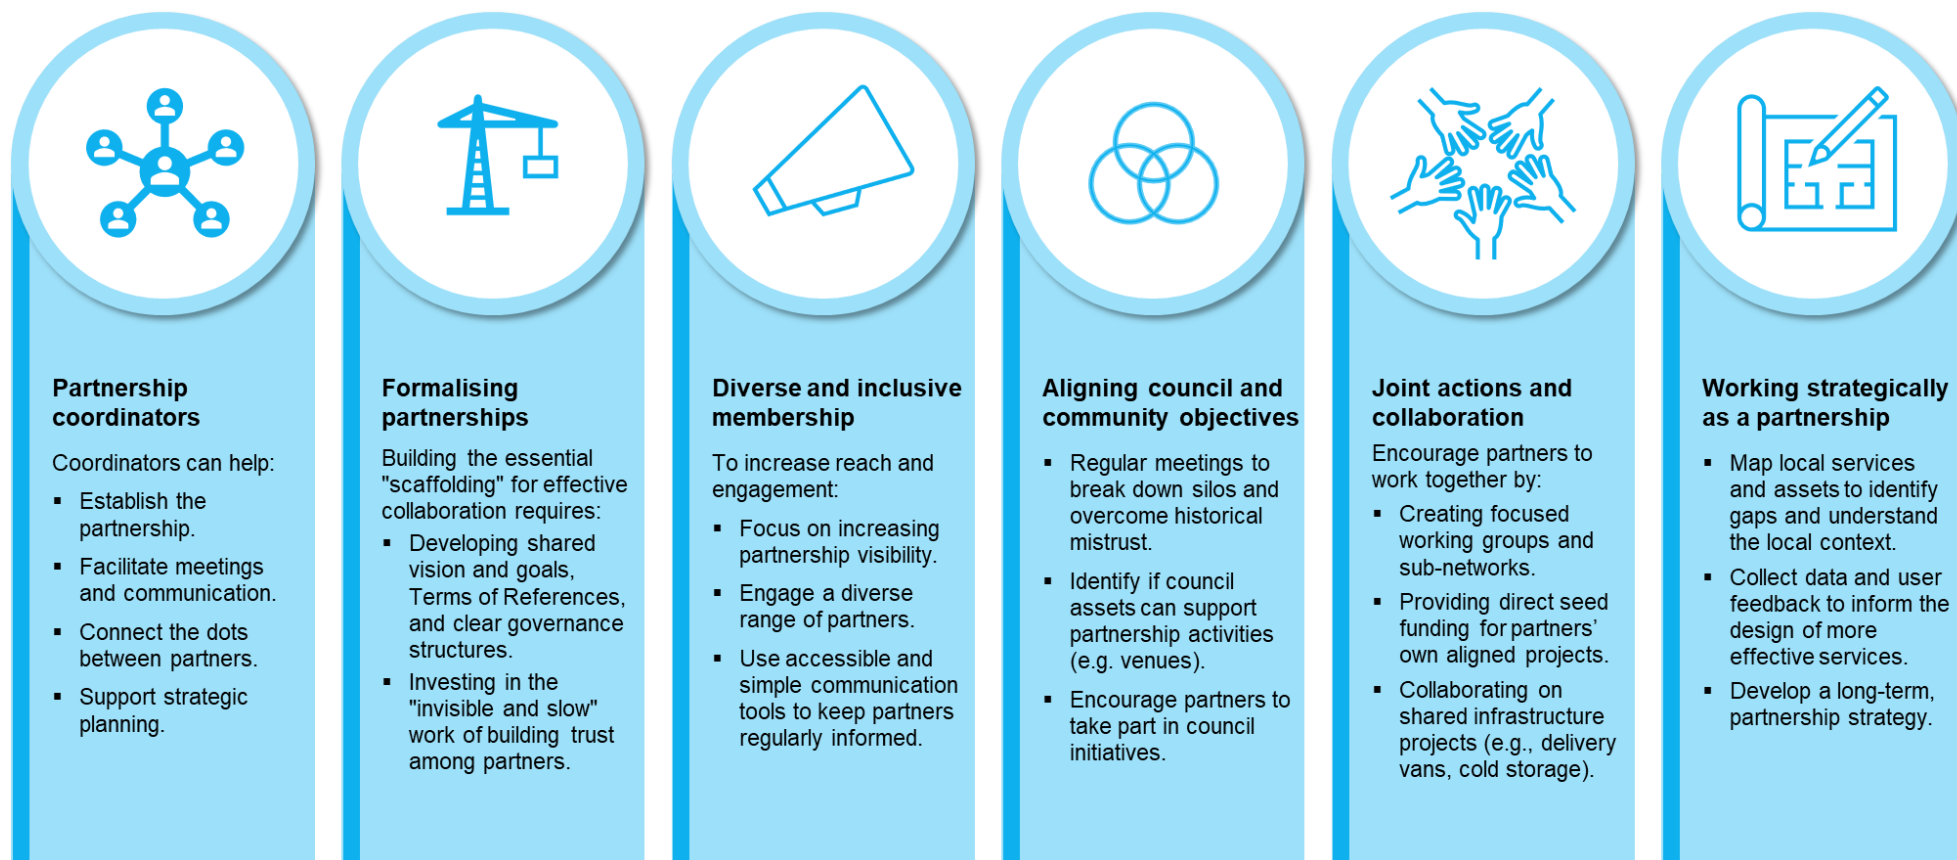 Partnership
coordinators
Coordinators can help:
▪ Establish the
partnership.
▪ Facilitate meetings
and communication.
▪ Connect the dots
between partners.
▪ Support strategic
planning.
Formalising
partnerships
Building the essential
"scaffolding" for effective
collaboration requires:
▪ Developing shared
vision and goals,
Terms of References,
and clear governance
structures.
▪ Investing in the
"invisible and slow"
work of building trust
among partners.
Diverse and inclusive
membership
To increase reach and
engagement:
▪ Focus on increasing
partnership visibility.
▪ Engage a diverse
range of partners.
▪ Use accessible and
simple communication
tools to keep partners
regularly informed.
Aligning council and
community objectives
▪ Regular meetings to
break down silos and
overcome historical
mistrust.
▪ Identify if council
assets can support
partnership activities
(e.g. venues).
▪ Encourage partners to
take part in council
initiatives.
Joint actions and
collaboration
Encourage partners to
work together by:
▪ Creating focused
working groups and
sub-networks.
▪ Providing direct seed
funding for partners’
own aligned projects.
▪ Collaborating on
shared infrastructure
projects (e.g., delivery
vans, cold storage).
Working strategically
as a partnership
▪ Map local services
and assets to identify
gaps and understand
the local context.
▪ Collect data and user
feedback to inform the
design of more
effective services.
▪ Develop a long-term,
partnership strategy.